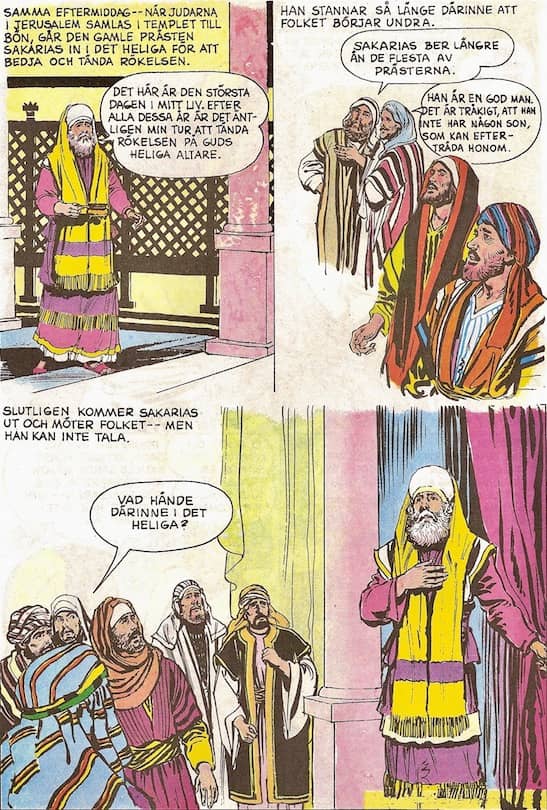 SAMMA EFTERMIDDAG-- NÄR JUDARNA
I JERUSALEM SAMLAS I TEMPLET TILL
BÖN, GÅR DEN GAMLE PRÄSTEN
SAKARIAS IN I DET HELIGA FÖR ATT
BEDJA OCH TÄNDA RÖKELSEN.
DET HÄR ÄR DEN STÖRSTA
DAGEN I MITT LIV. EFTER
ALLA DESSA ÅR ÄR DET ÄNT-
LIGEN MIN TUR ATT TÄNDA
RÖKELSEN PÅ GUDS
HELIGA ALTARE.
HAN STANNAR SÅ LÄNGE DÄRINNE ATT
FOLKET BÖRJAR UNDRA.
SAKARIAS BER LÄNGRE
ÄN DE FLESTA AV
PRÄSTERNA.
HAN ÄR EN GOD MAN.
DET ÄR TRÅKIGT, ATT HAN
INTE HAR NÅGON SON,
SOM KAN EFTER-
TRÄDA HONOM.
SLUTLIGEN KOMMER SAKARIAS
UT OCH MÖTER FOLKET-- MEN
HAN KAN INTE TALA.
VAD HÄNDE
DÄRINNE I DET
HELIGA?